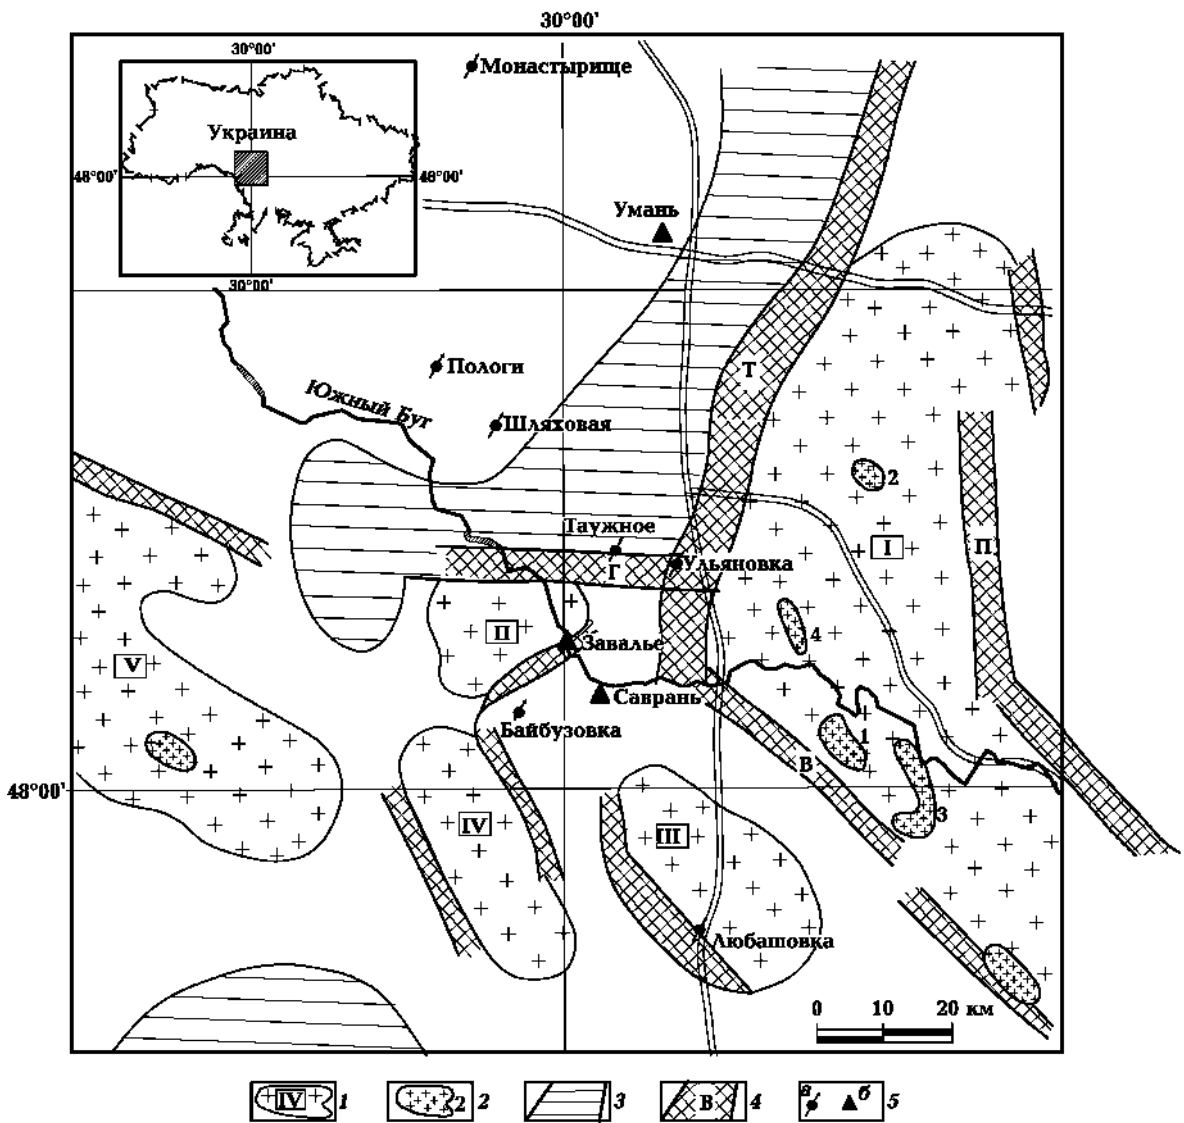 30°00'
30°00'
Монастырище
Украина
48°00'
48°00'
Умань
30°00'
Т
Пологи
Южный Буг
Шляховая
2
Таужное
I
П
Ульяновка
Г
4
П
Завалье
V
Саврань
Байбузовка
1
В
48°00'
3
IV
III
Любашовка
0 10 20 км
IV 1
2 2
3
В 4
а б 5